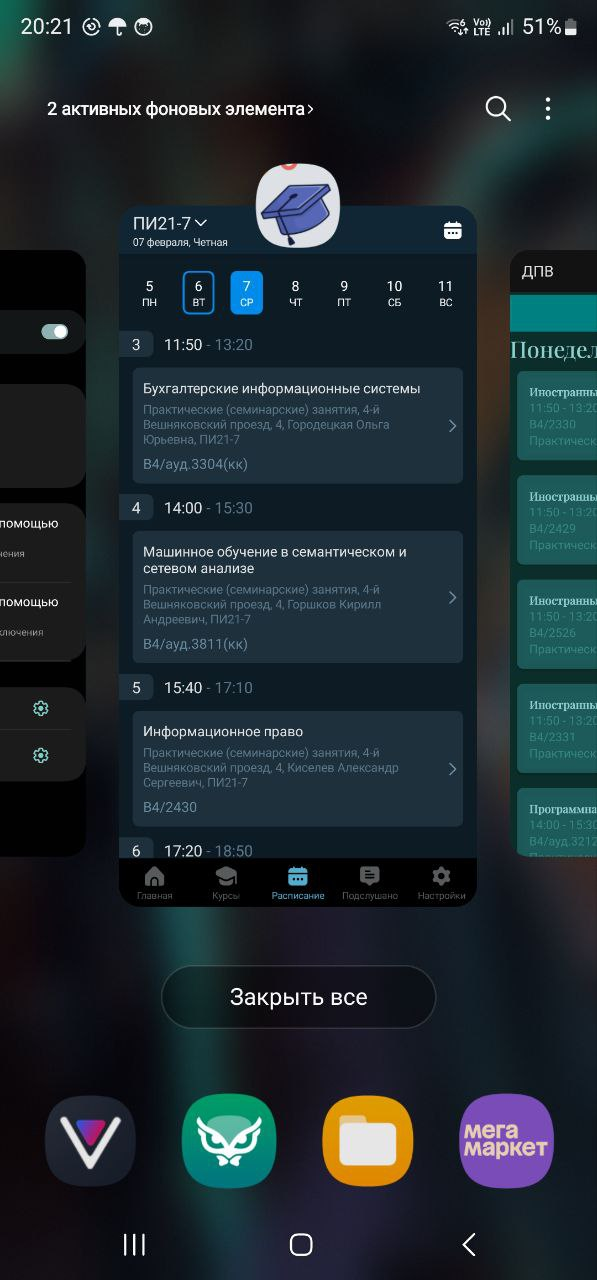 20:21
Vo))
LTE
51%
2 активных фоновых элемента
ПИ21-7
07 февраля, Четная
5 6 7 8 9 10 11
ПН ВТ СР ЧТ ПТ СБ ВС
3 11:50 - 13:20
Бухгалтерские информационные системы
Практические (семинарские) занятия, 4-й
Вешняковский проезд, 4, Городецкая Ольга
Юрьевна, ПИ21-7
В4/ауд.3304(кк)
4 14:00 - 15:30
Машинное обучение в семантическом и
сетевом анализе
Практические (семинарские) занятия, 4-й
Вешняковский проезд, 4, Горшков Кирилл
Андреевич, ПИ21-7
В4/ауд.3811(кк)
5 15:40 - 17:10
Информационное право
Практические (семинарские) занятия, 4-й
Вешняковский проезд, 4, Киселев Александр
Сергеевич, ПИ21-7
В4/2430
6 17:20 - 18:50
Главная Курсы Расписание Подслушано Настройки
помощью
помощью
ДПВ
Понедел
Иностранны
11:50 - 13:20
В4/2330
Практическ
Иностранны
11:50 - 13:20
В4/2429
Практическ
Иностранны
11:50 - 13:20
В4/2526
Практическ
Иностранны
11:50 - 13:20
В4/2331
Практическ
Программна
14:00 - 15:30
В4/ауд.3212
Закрыть все
мега
маркет